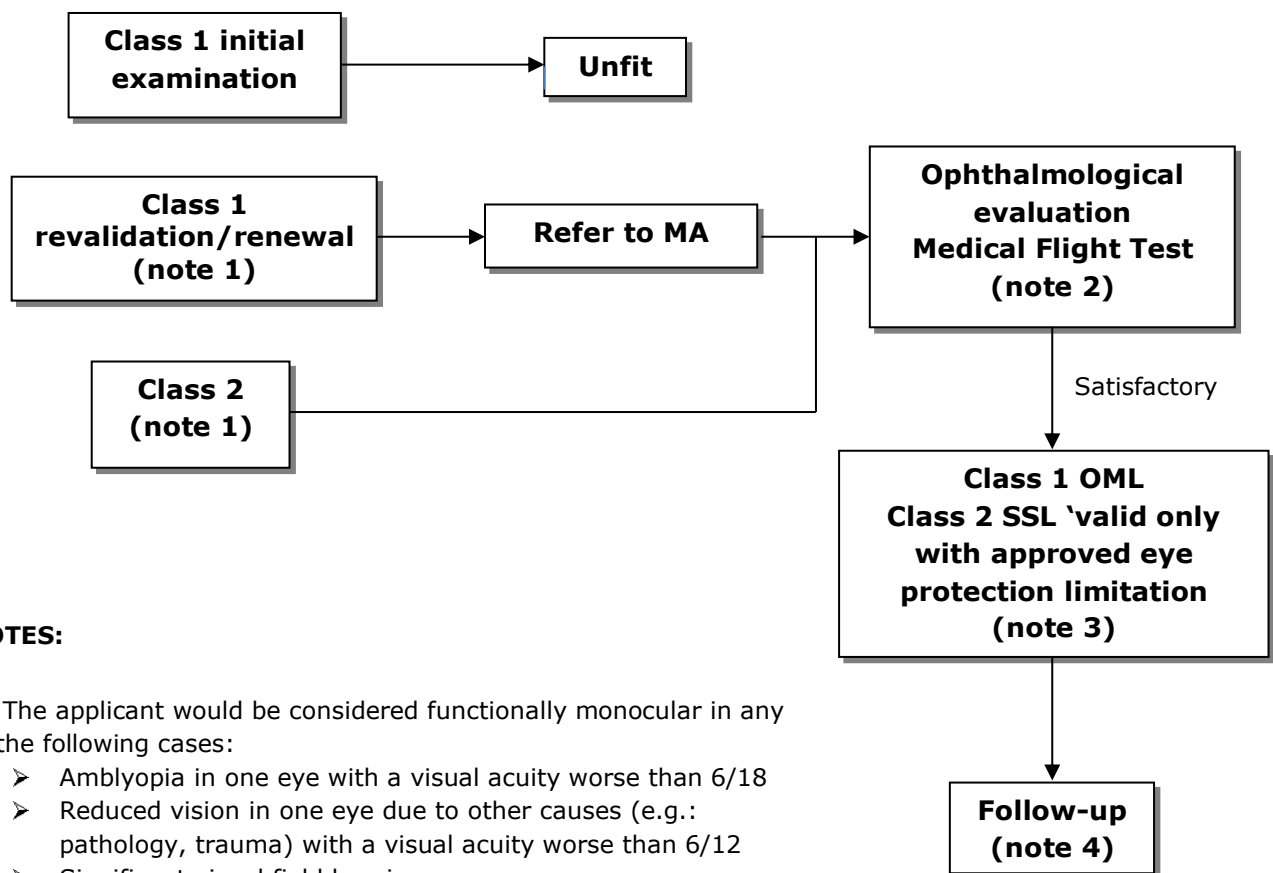 Class 1 initial
examination
Unfit
Class 1
revalidation/renewal
(note 1)
Refer to MA
Ophthalmological
evaluation
Medical Flight Test
(note 2)
Class 2
(note 1)
Satisfactory
Class 1 OML
Class 2 SSL ‘valid only
with approved eye
protection limitation
(note 3)
Follow-up
(note 4)
OTES:
The applicant would be considered functionally monocular in any
the following cases:
➢ Amblyopia in one eye with a visual acuity worse than 6/18
➢ Reduced vision in one eye due to other causes (e.g.:
pathology, trauma) with a visual acuity worse than 6/12